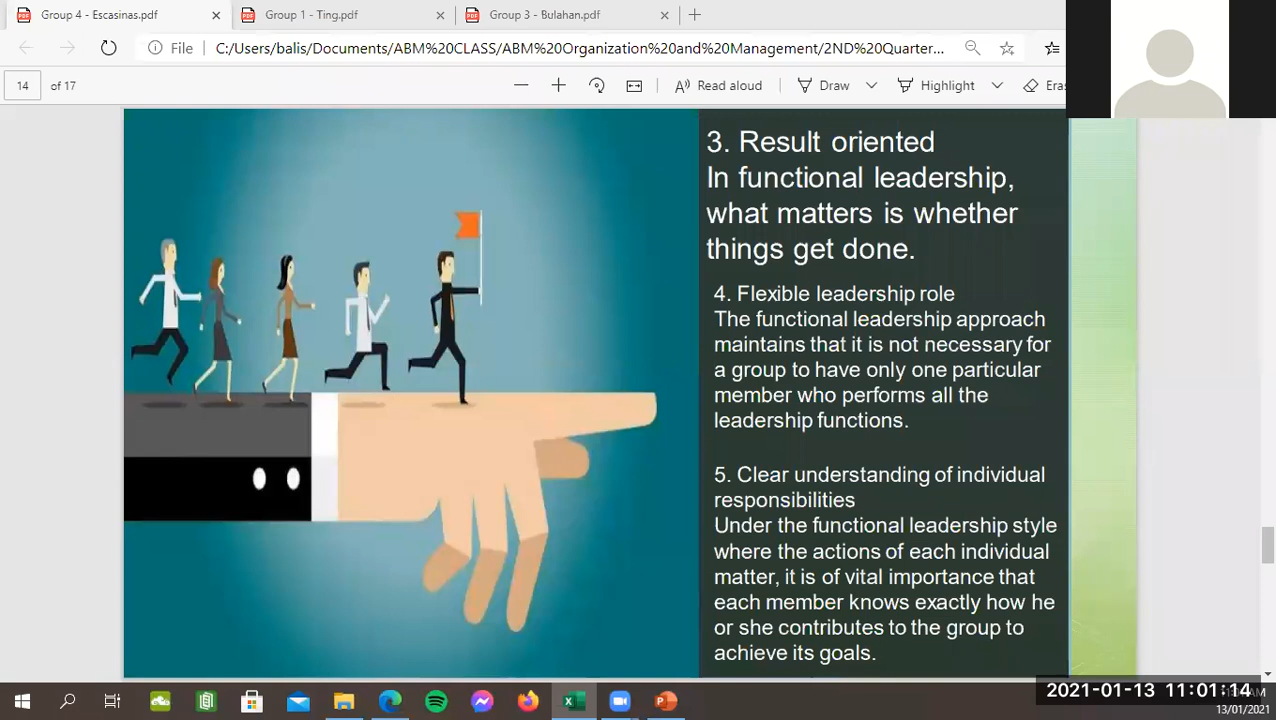 Group 4 - Escasinas.pdf
Group 1 - Ting.pdf
Group 3 - Bulahan.pdf
File
C:/Users/balis/Documents/ABM%20CLASS/ABM%20Organization%20and%20Management/2ND%20Quarter...
14 of 17
Read aloud
Draw
Highlight
Eras
3. Result oriented
In functional leadership,
what matters is whether
things get done.
4. Flexible leadership role
The functional leadership approach
maintains that it is not necessary for
a group to have only one particular
member who performs all the
leadership functions.
5. Clear understanding of individual
responsibilities
Under the functional leadership style
where the actions of each individual
matter, it is of vital importance that
each member knows exactly how he
or she contributes to the group to
achieve its goals.
2021-01-13 11:01:14
13/01/2021